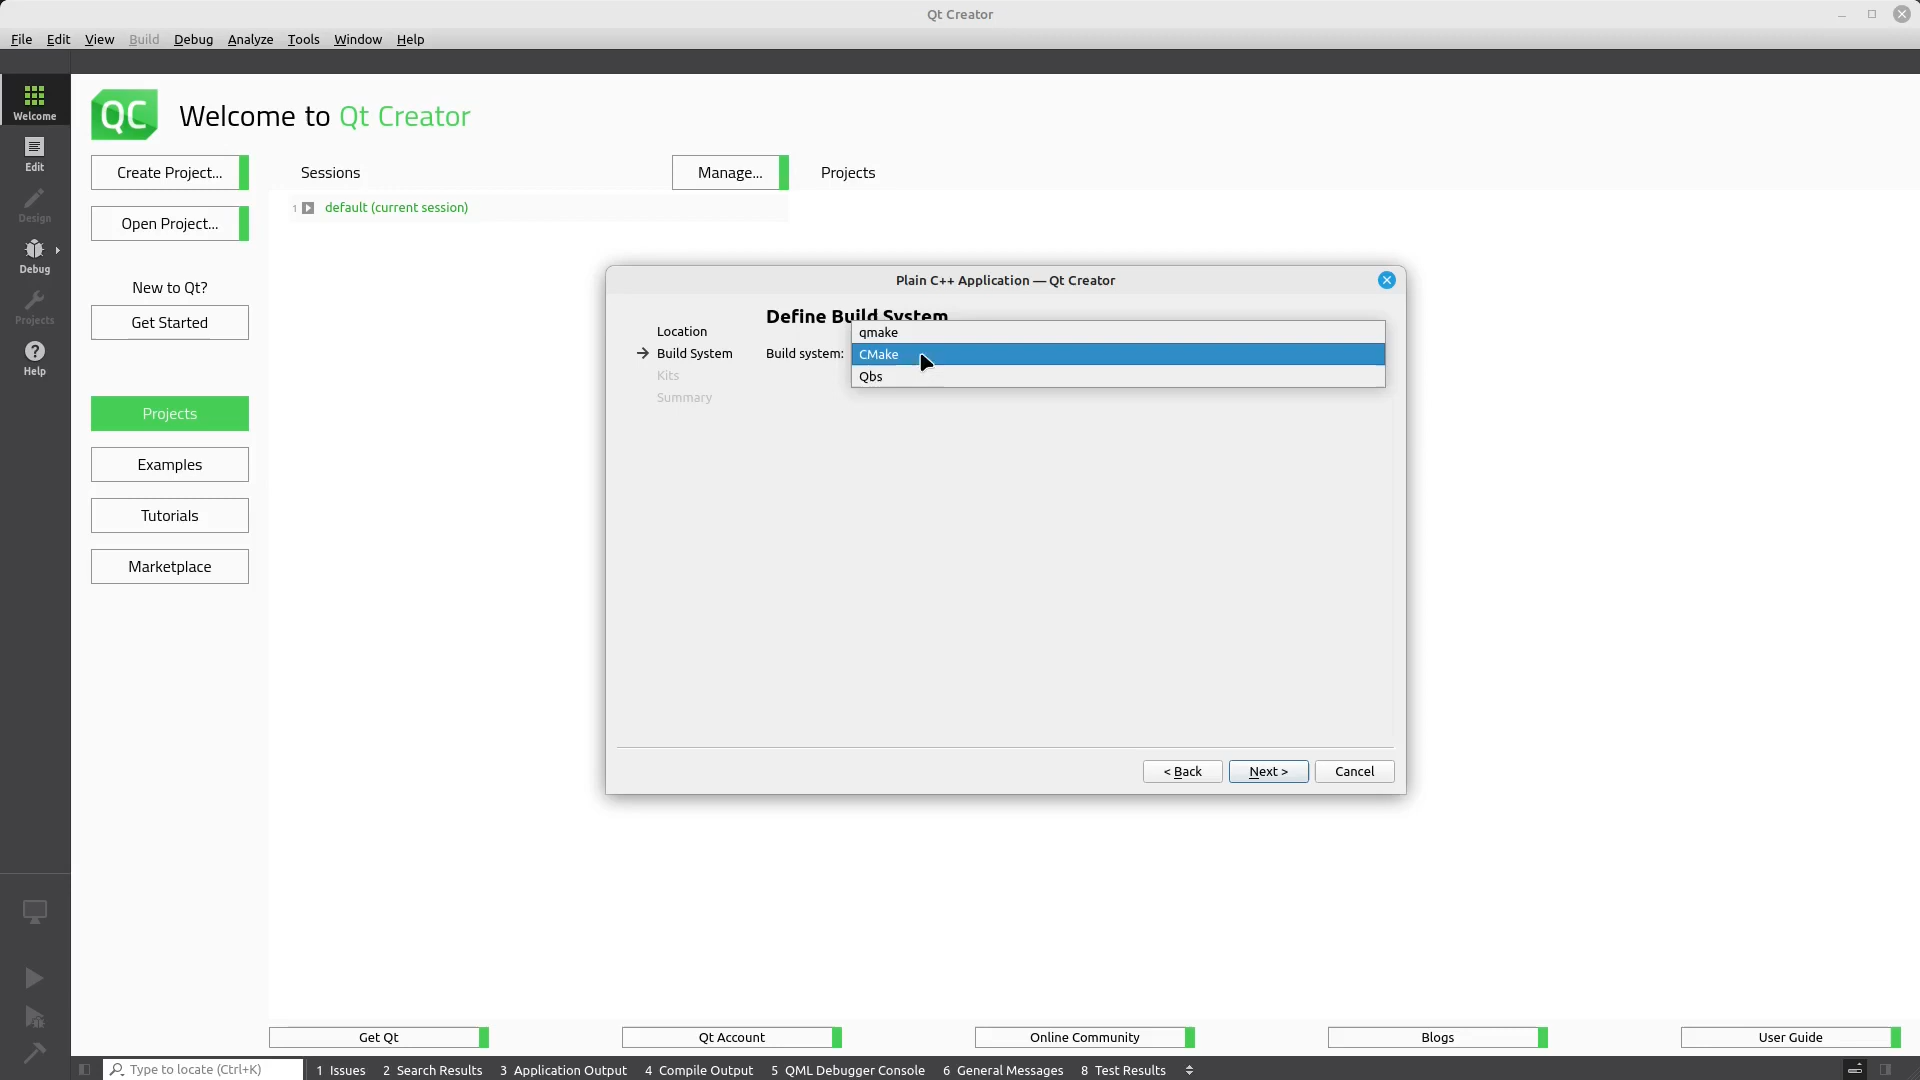 Qt Creator
File Edit View Build Debug Analyze Tools Window Help
Welcome
Edit
Design
Debug
Projects
Help
QC
Welcome to Qt Creator
Create Project...
Open Project...
New to Qt?
Get Started
Projects
Examples
Tutorials
Marketplace
Sessions
Manage...
Projects
1 default (current session)
Plain C++ Application — Qt Creator
Location
Build System
Kits
Summary
Define Build System
Build system:
qmake
CMake
Qbs
< Back Next > Cancel
Get Qt Qt Account Online Community Blogs User Guide
Type to locate (Ctrl+K) 1 Issues 2 Search Results 3 Application Output 4 Compile Output 5 QML Debugger Console 6 General Messages 8 Test Results